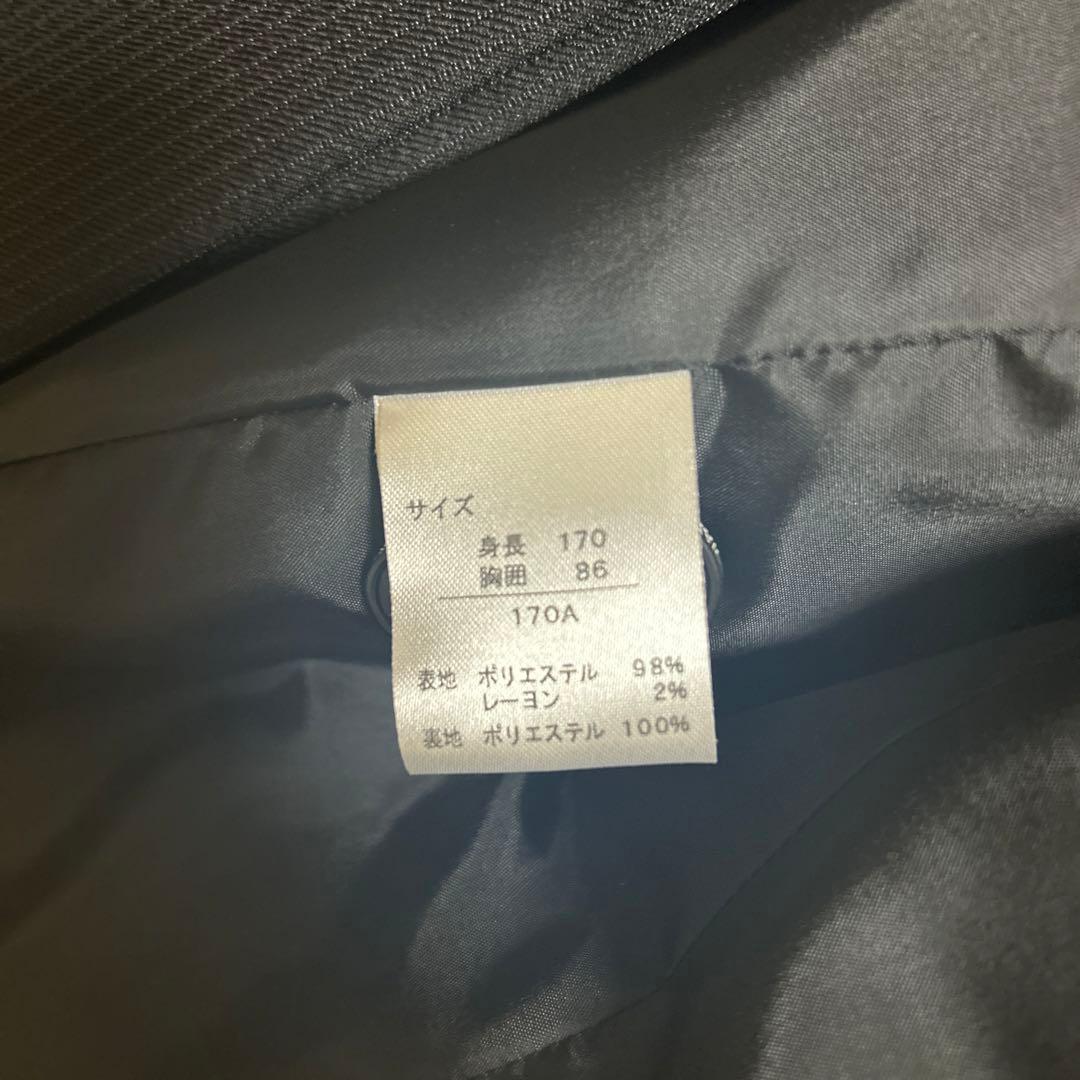 サイズ
身長 170
胸囲 86
170A
表地 ポリエステル 98%
レーヨン 2%
裏地 ポリエステル 100%